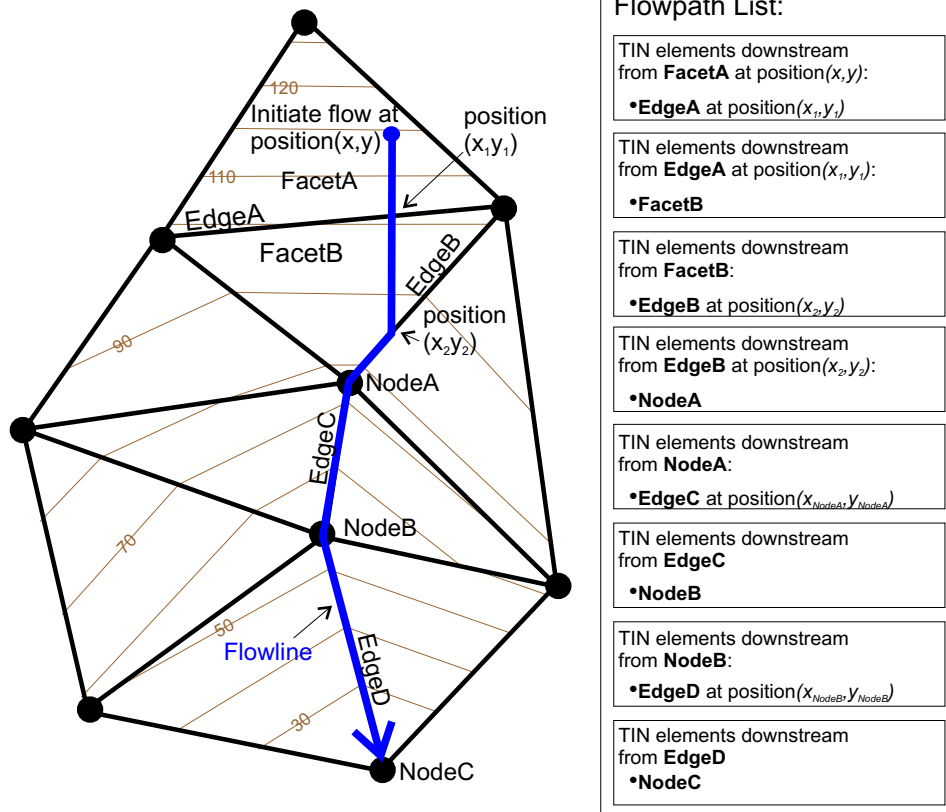 120
Initiate flow at
position(x,y)
position
(x₁y₁)
110
FacetA
EdgeA
FacetB
EdgeB
90
position
(x₂y₂)
NodeA
EdgeC
70
NodeB
50
Flowline
EdgeD
30
NodeC
Flowpath List:
TIN elements downstream
from FacetA at position(x,y):
•EdgeA at position(x₁,y₁)
TIN elements downstream
from EdgeA at position(x₁,y₁):
•FacetB
TIN elements downstream
from FacetB:
•EdgeB at position(x₂,y₂)
TIN elements downstream
from EdgeB at position(x₂,y₂):
•NodeA
TIN elements downstream
from NodeA:
•EdgeC at position(x_NodeA, y_NodeA)
TIN elements downstream
from EdgeC
•NodeB
TIN elements downstream
from NodeB:
•EdgeD at position(x_NodeB, y_NodeB)
TIN elements downstream
from EdgeD
•NodeC